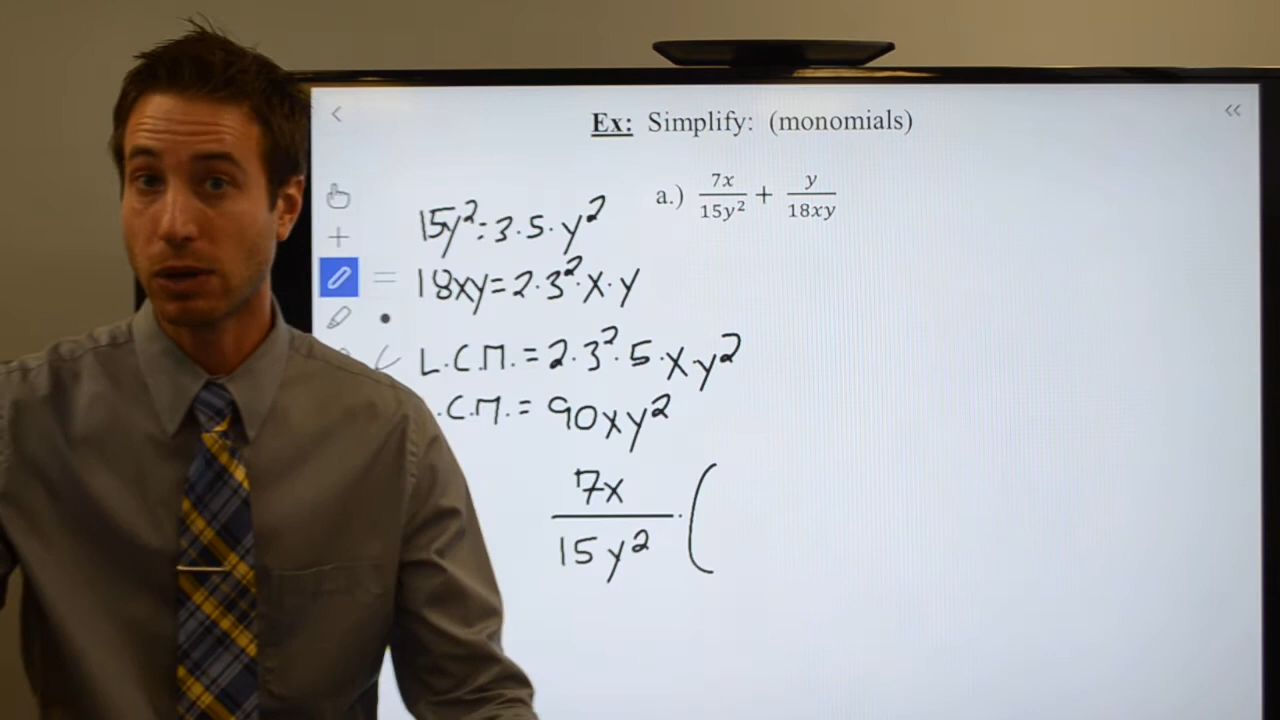 Ex: Simplify: (monomials)
a.) 7x/15y² + y/18xy
15y²=3·5·y²
18xy=2·3²·x·y
L.C.M.=2·3²·5·xy²
.C.M.=90xy²
7x/15y²·(